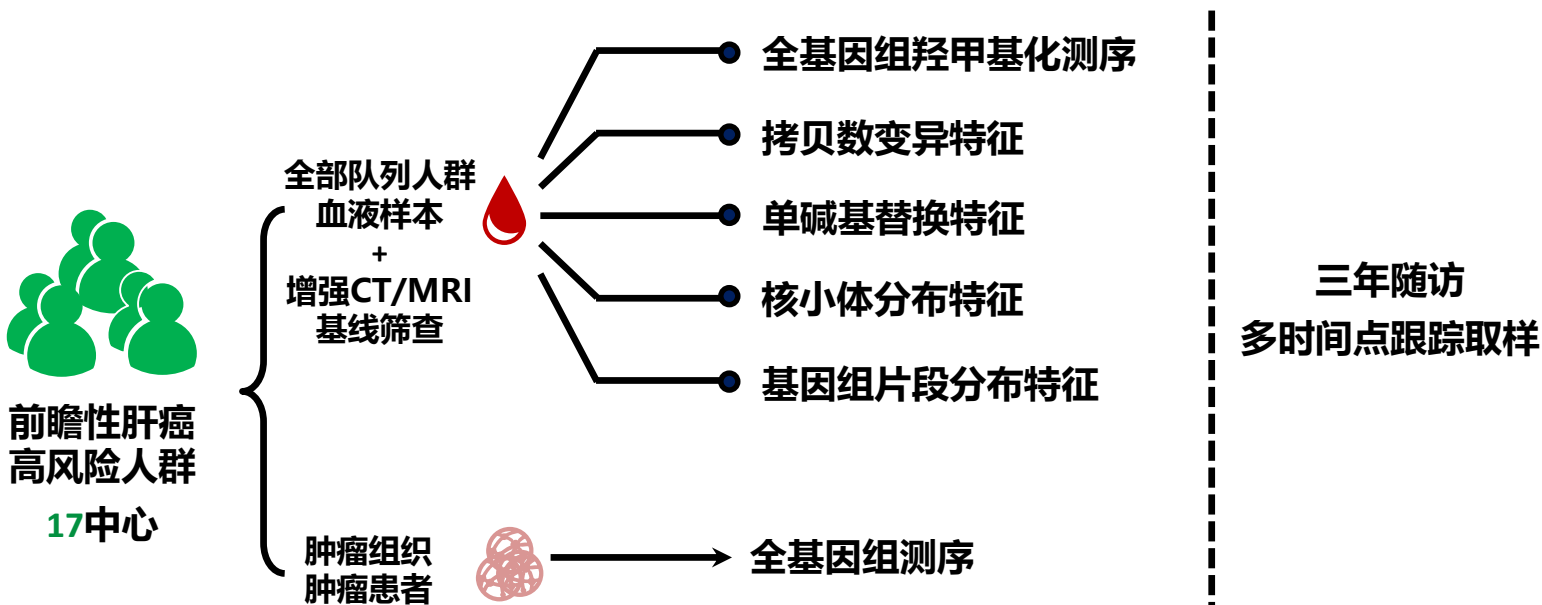 前瞻性肝癌
高风险人群
17中心
全部队列人群
血液样本
+
增强CT/MRI
基线筛查
全基因组羟甲基化测序
拷贝数变异特征
单碱基替换特征
核小体分布特征
基因组片段分布特征
肿瘤组织
肿瘤患者
全基因组测序
三年随访
多时间点跟踪取样